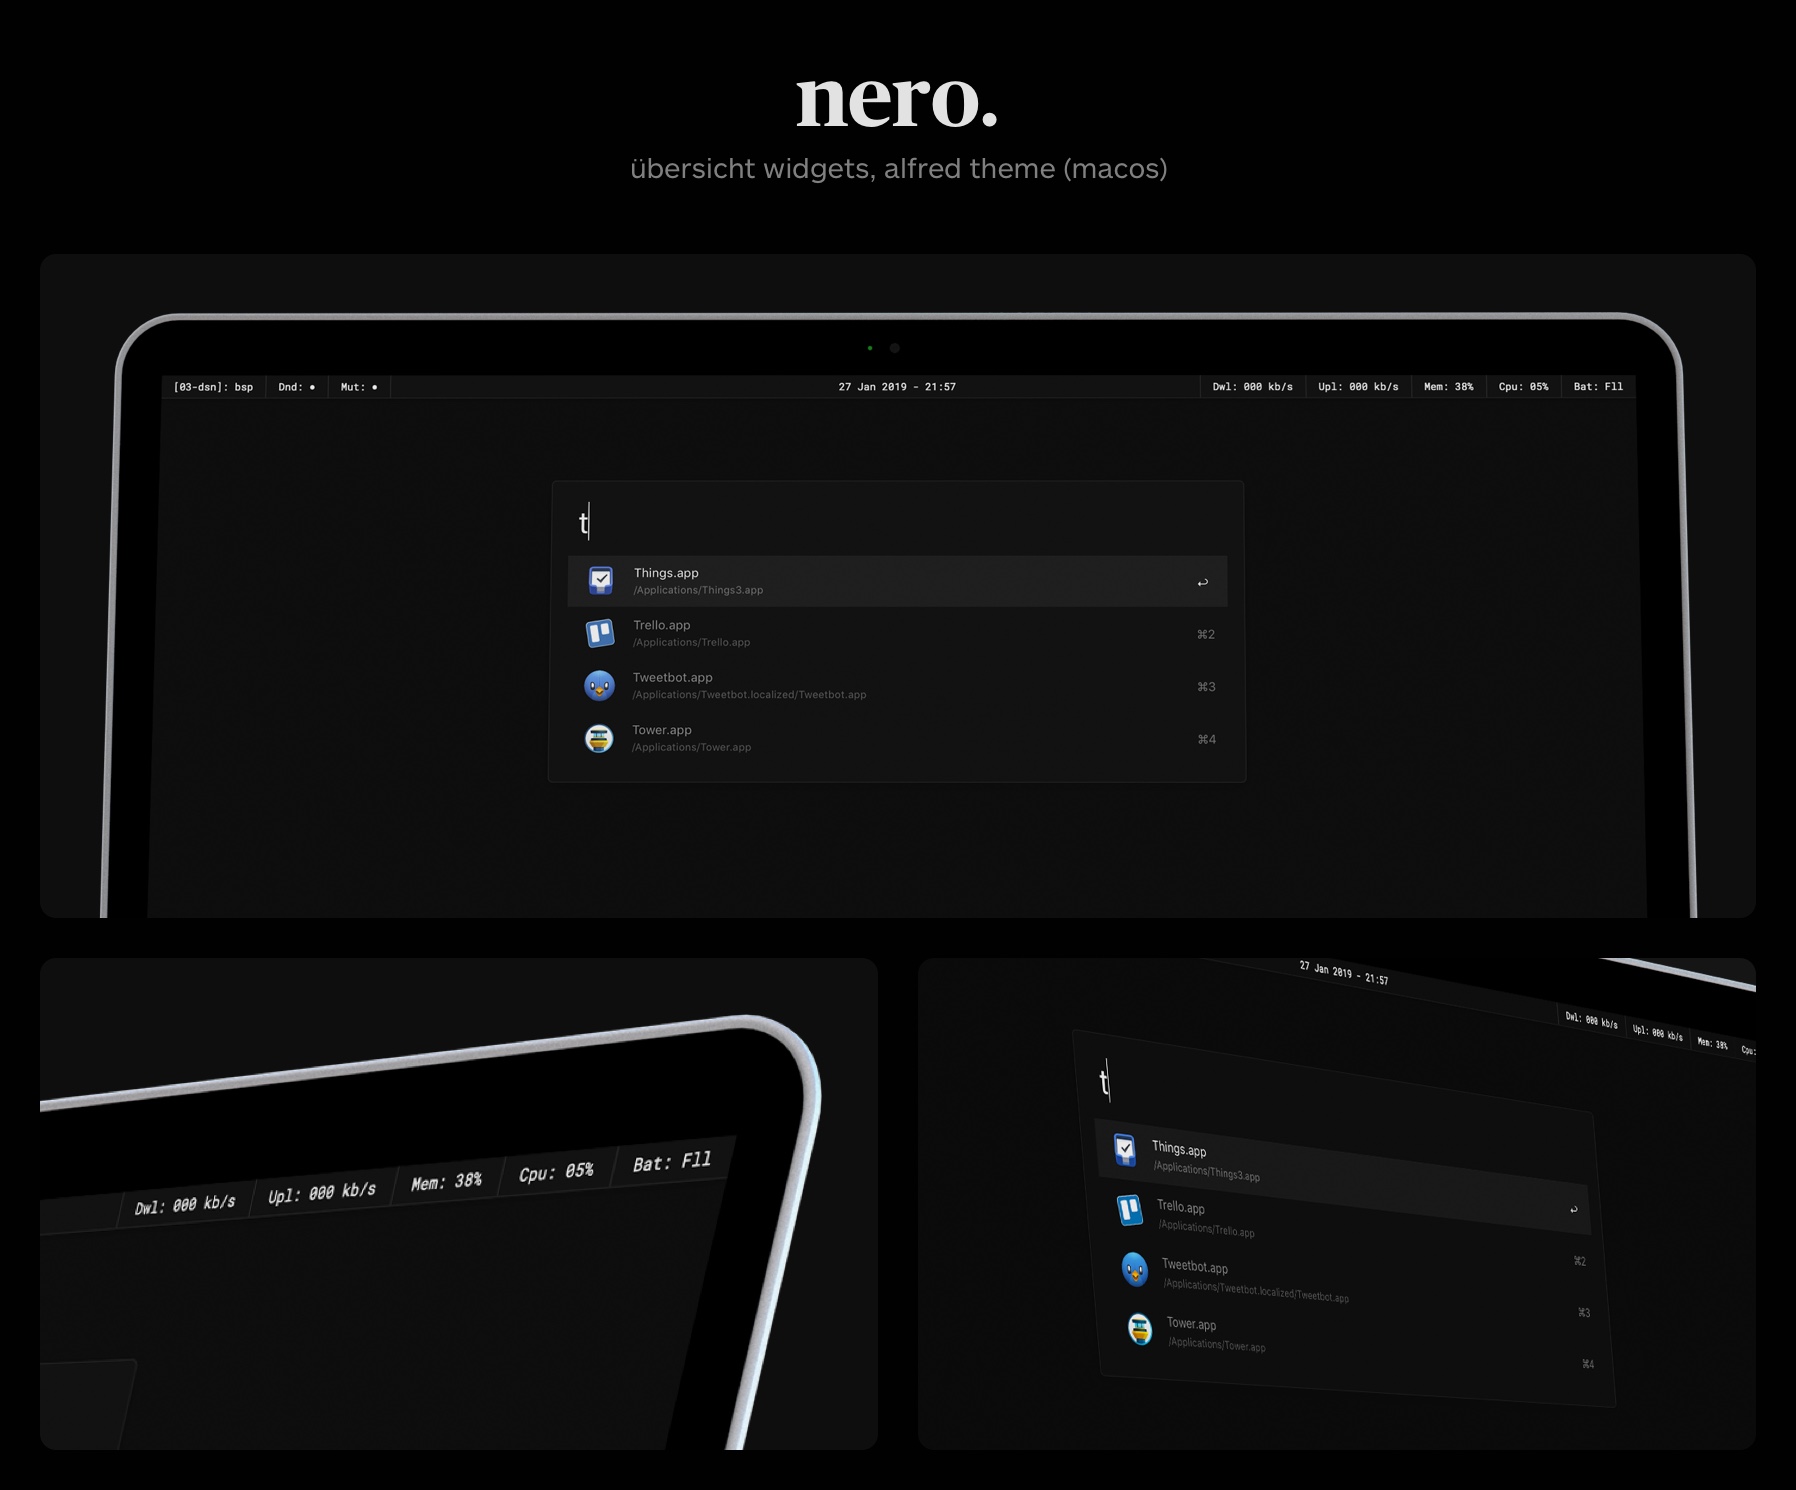 nero.
übersicht widgets, alfred theme (macos)
[03-dsn]: bsp Dnd: ● Mut: ● 27 Jan 2019 - 21:57 Dwl: 000 kb/s Upl: 000 kb/s Mem: 38% Cpu: 05% Bat: Fll
t
Things.app
/Applications/Things3.app ↩
Trello.app
/Applications/Trello.app ⌘2
Tweetbot.app
/Applications/Tweetbot.localized/Tweetbot.app ⌘3
Tower.app
/Applications/Tower.app ⌘4
Dwl: 000 kb/s Upl: 000 kb/s Mem: 38% Cpu: 05% Bat: Fll
27 Jan 2019 - 21:57 Dwl: 000 kb/s Upl: 000 kb/s Mem: 38% Cpu:
t
Things.app
/Applications/Things3.app ↩
Trello.app
/Applications/Trello.app ⌘2
Tweetbot.app
/Applications/Tweetbot.localized/Tweetbot.app ⌘3
Tower.app
/Applications/Tower.app ⌘4